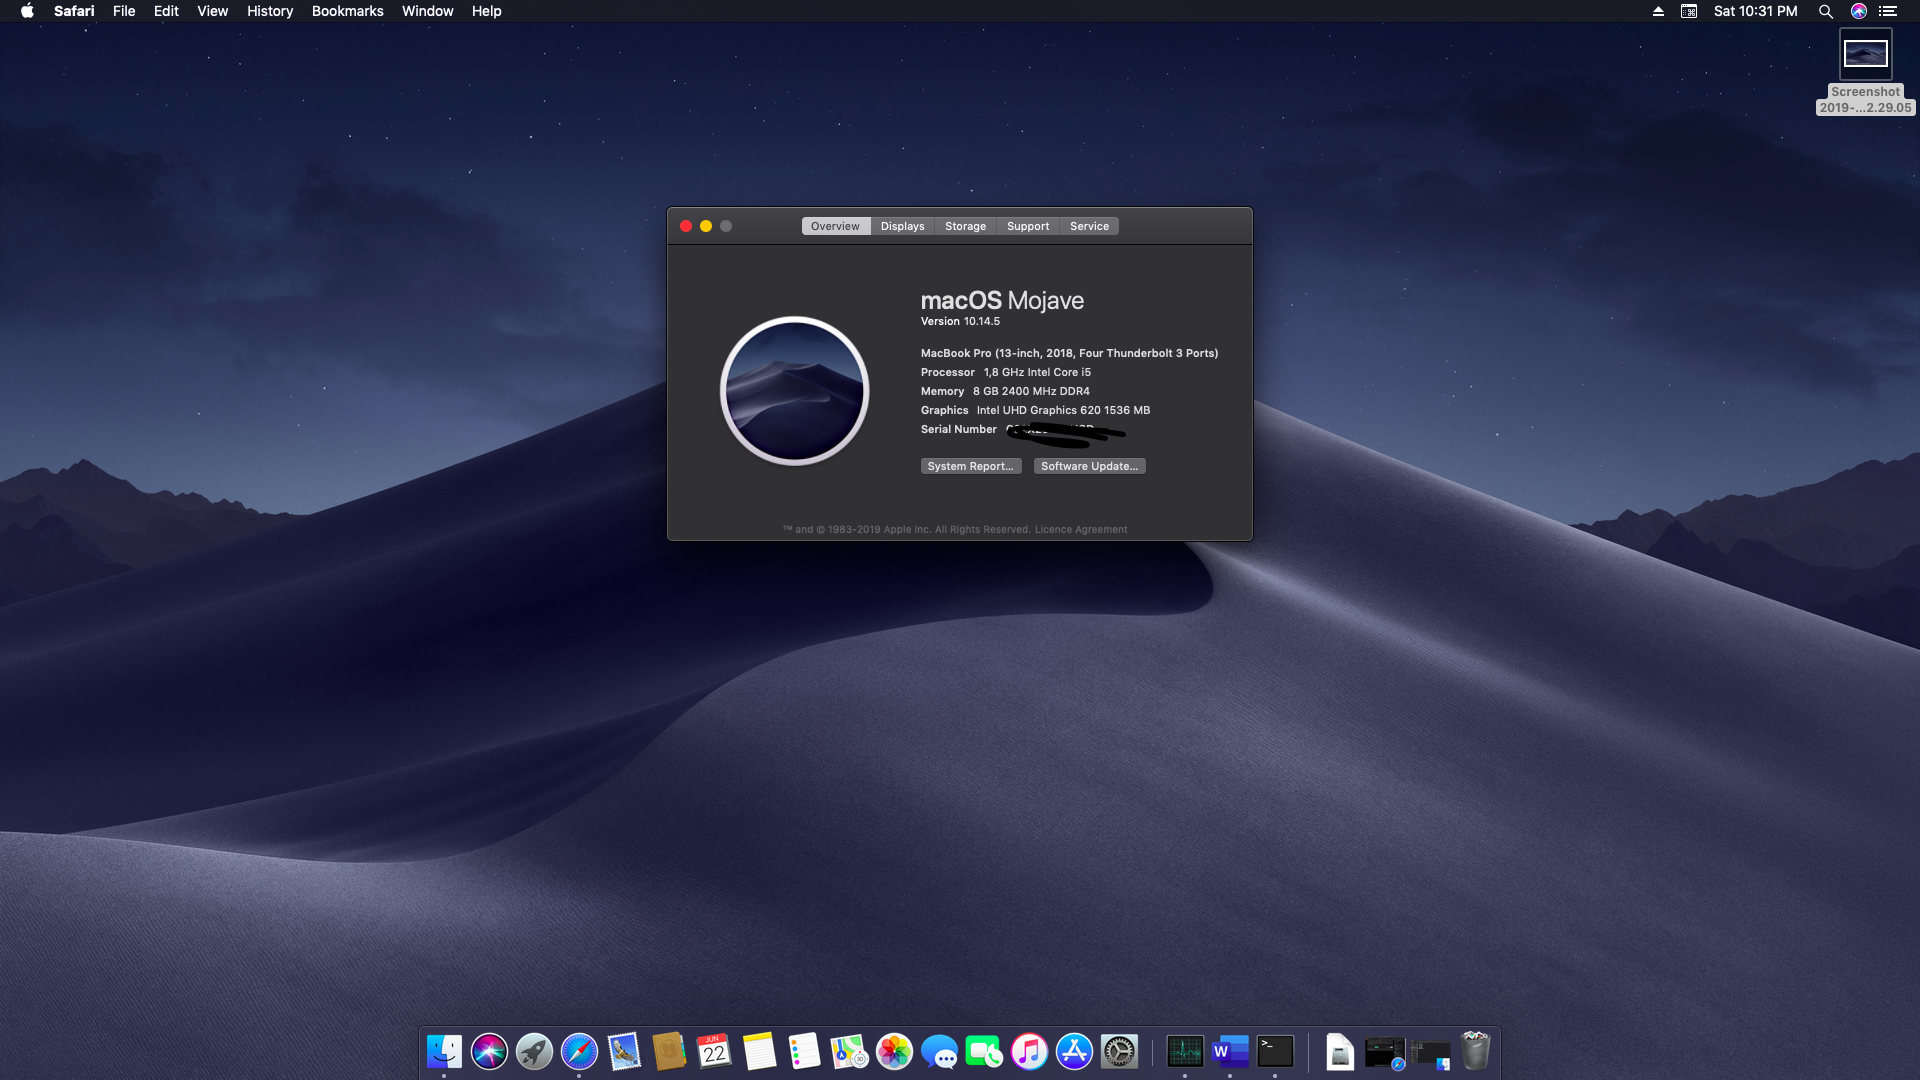 Safari File Edit View History Bookmarks Window Help
Sat 10:31 PM
Screenshot
2019-...2.29.05
Overview Displays Storage Support Service
macOS Mojave
Version 10.14.5
MacBook Pro (13-inch, 2018, Four Thunderbolt 3 Ports)
Processor 1,8 GHz Intel Core i5
Memory 8 GB 2400 MHz DDR4
Graphics Intel UHD Graphics 620 1536 MB
Serial Number
System Report... Software Update...
™ and © 1983-2019 Apple Inc. All Rights Reserved. Licence Agreement
JUN
22
W
>_